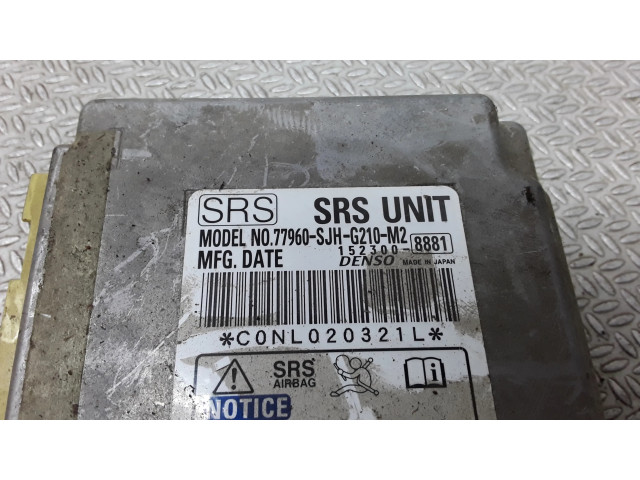 SRS SRS UNIT
MODEL NO.77960-SJH-G210-M2
152300-8881
MFG. DATE DENSO MADE IN JAPAN
*C0NL020321L*
SRS
AIRBAG
NOTICE